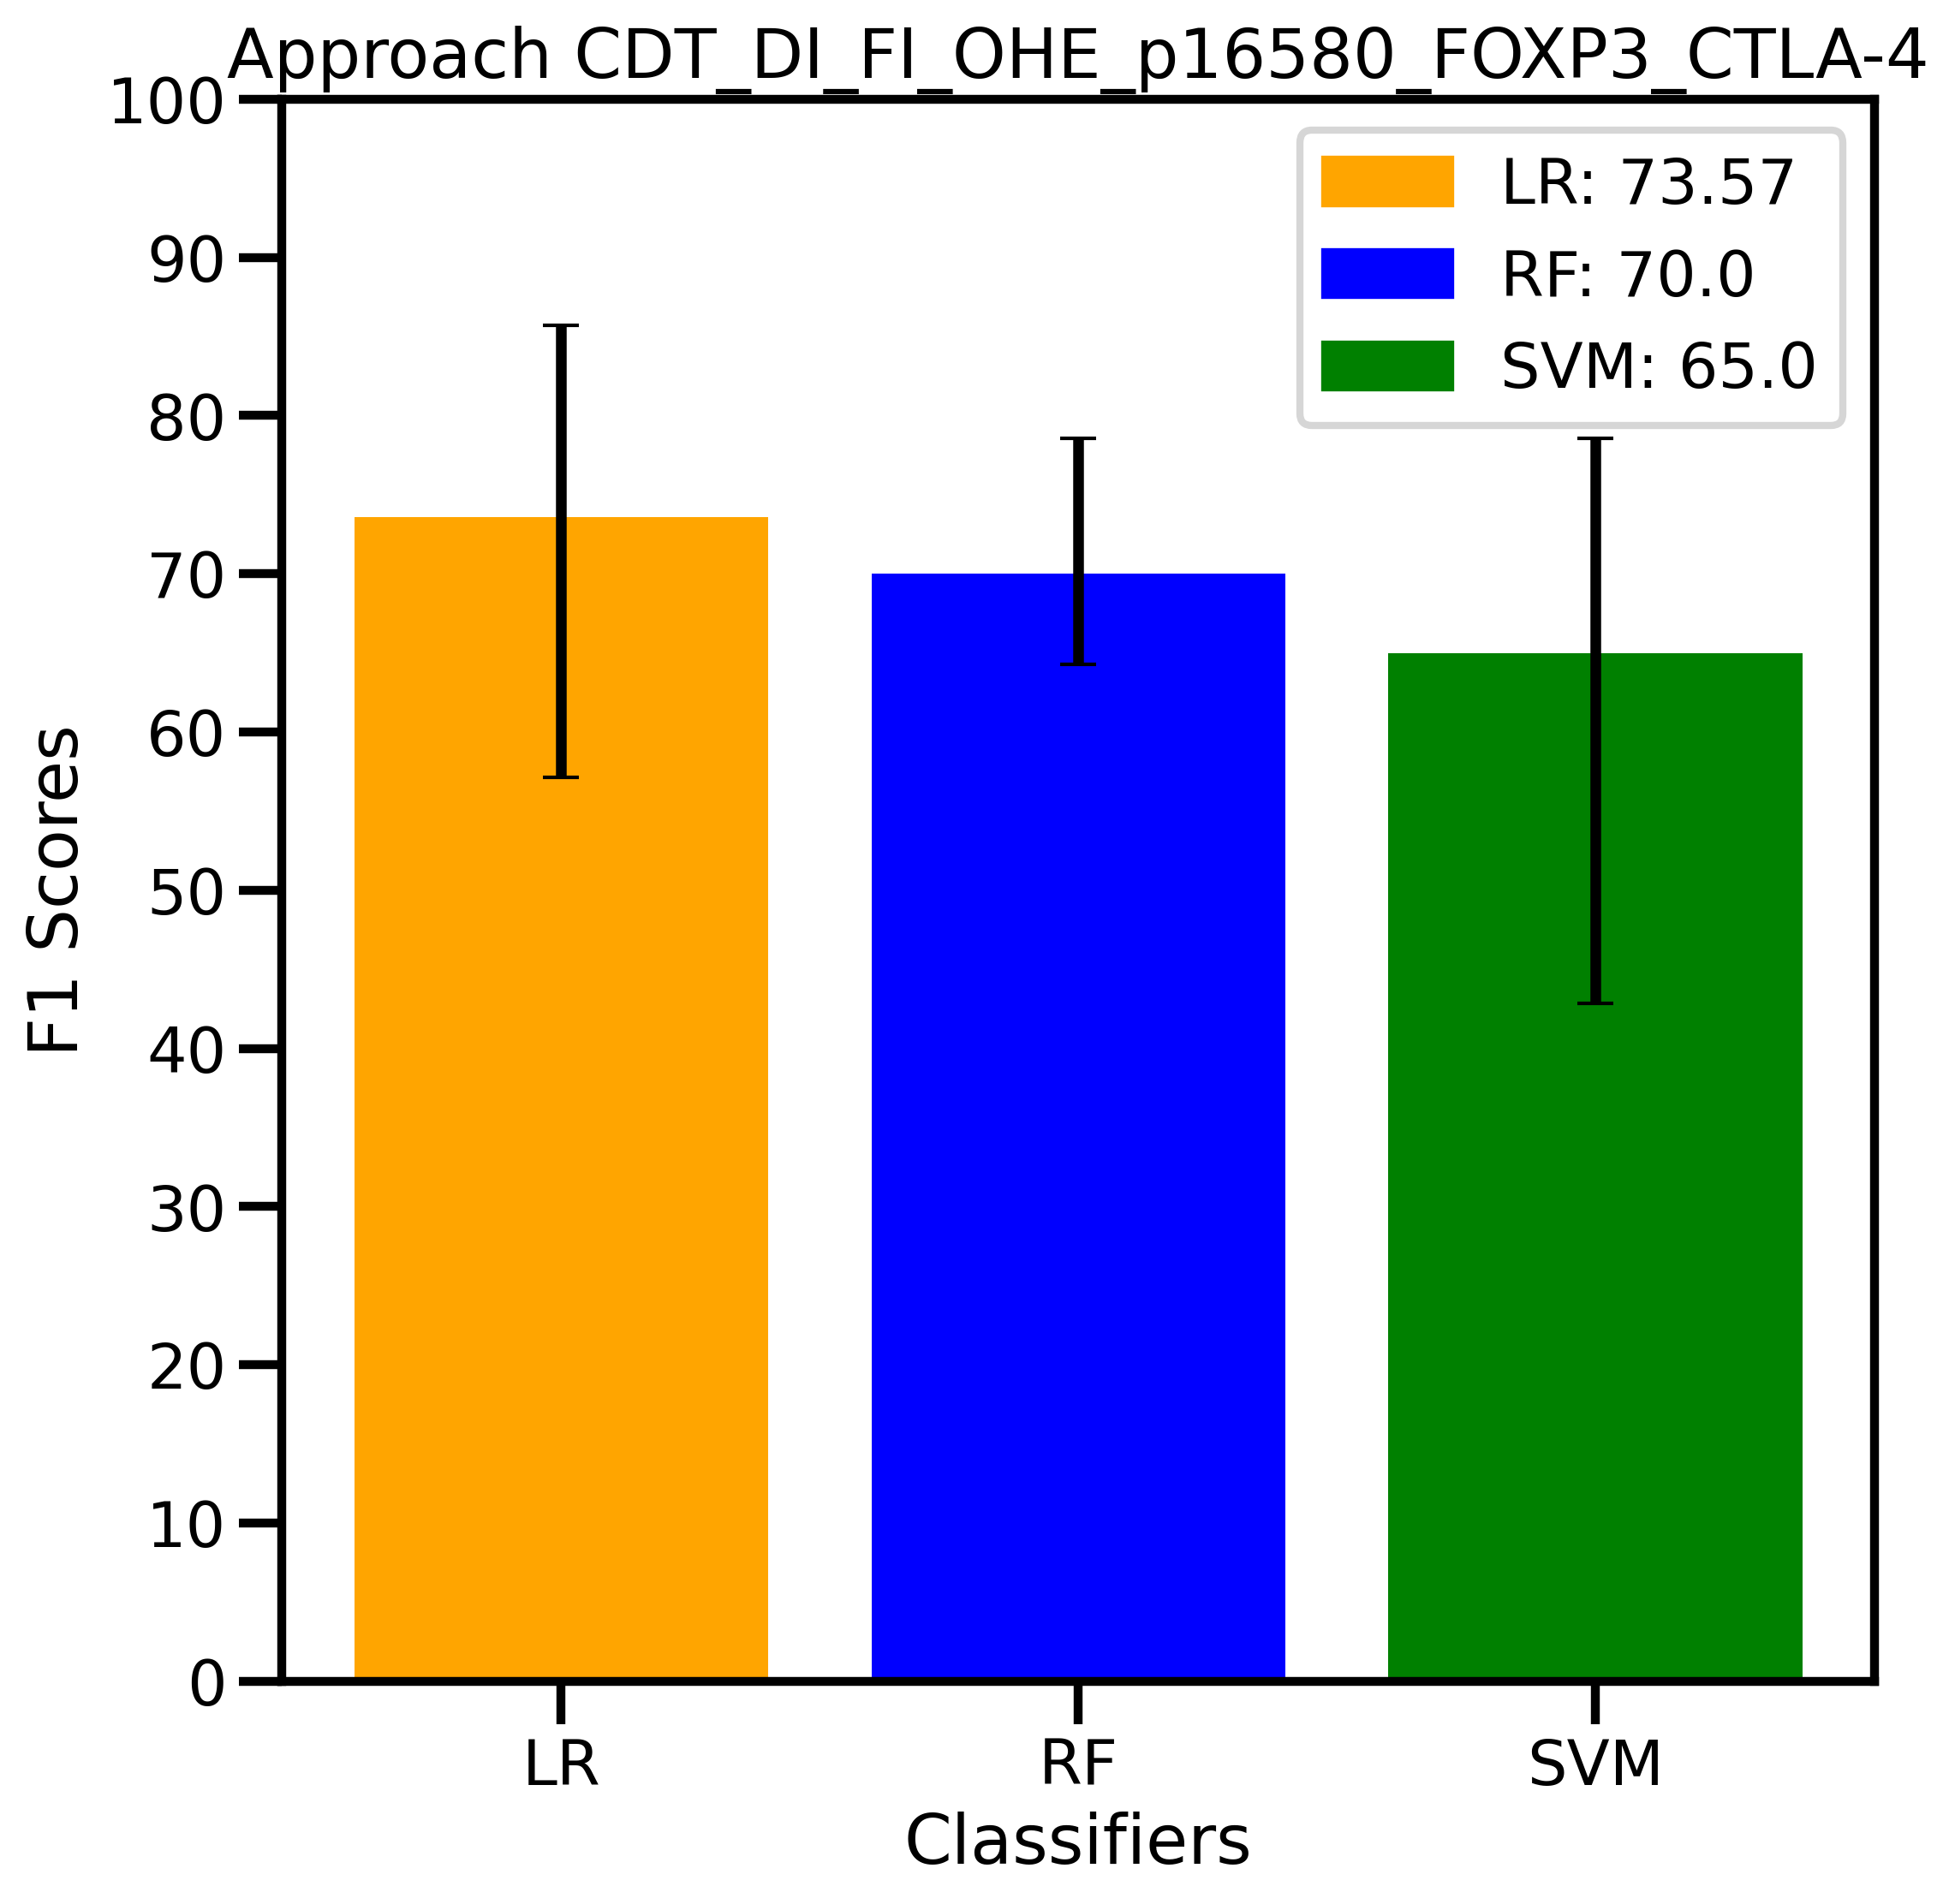 Approach CDT_DI_FI_OHE_p16580_FOXP3_CTLA-4
100
90
80
70
60
50
40
30
20
10
0
F1 Scores
LR: 73.57
RF: 70.0
SVM: 65.0
LR
RF
SVM
Classifiers